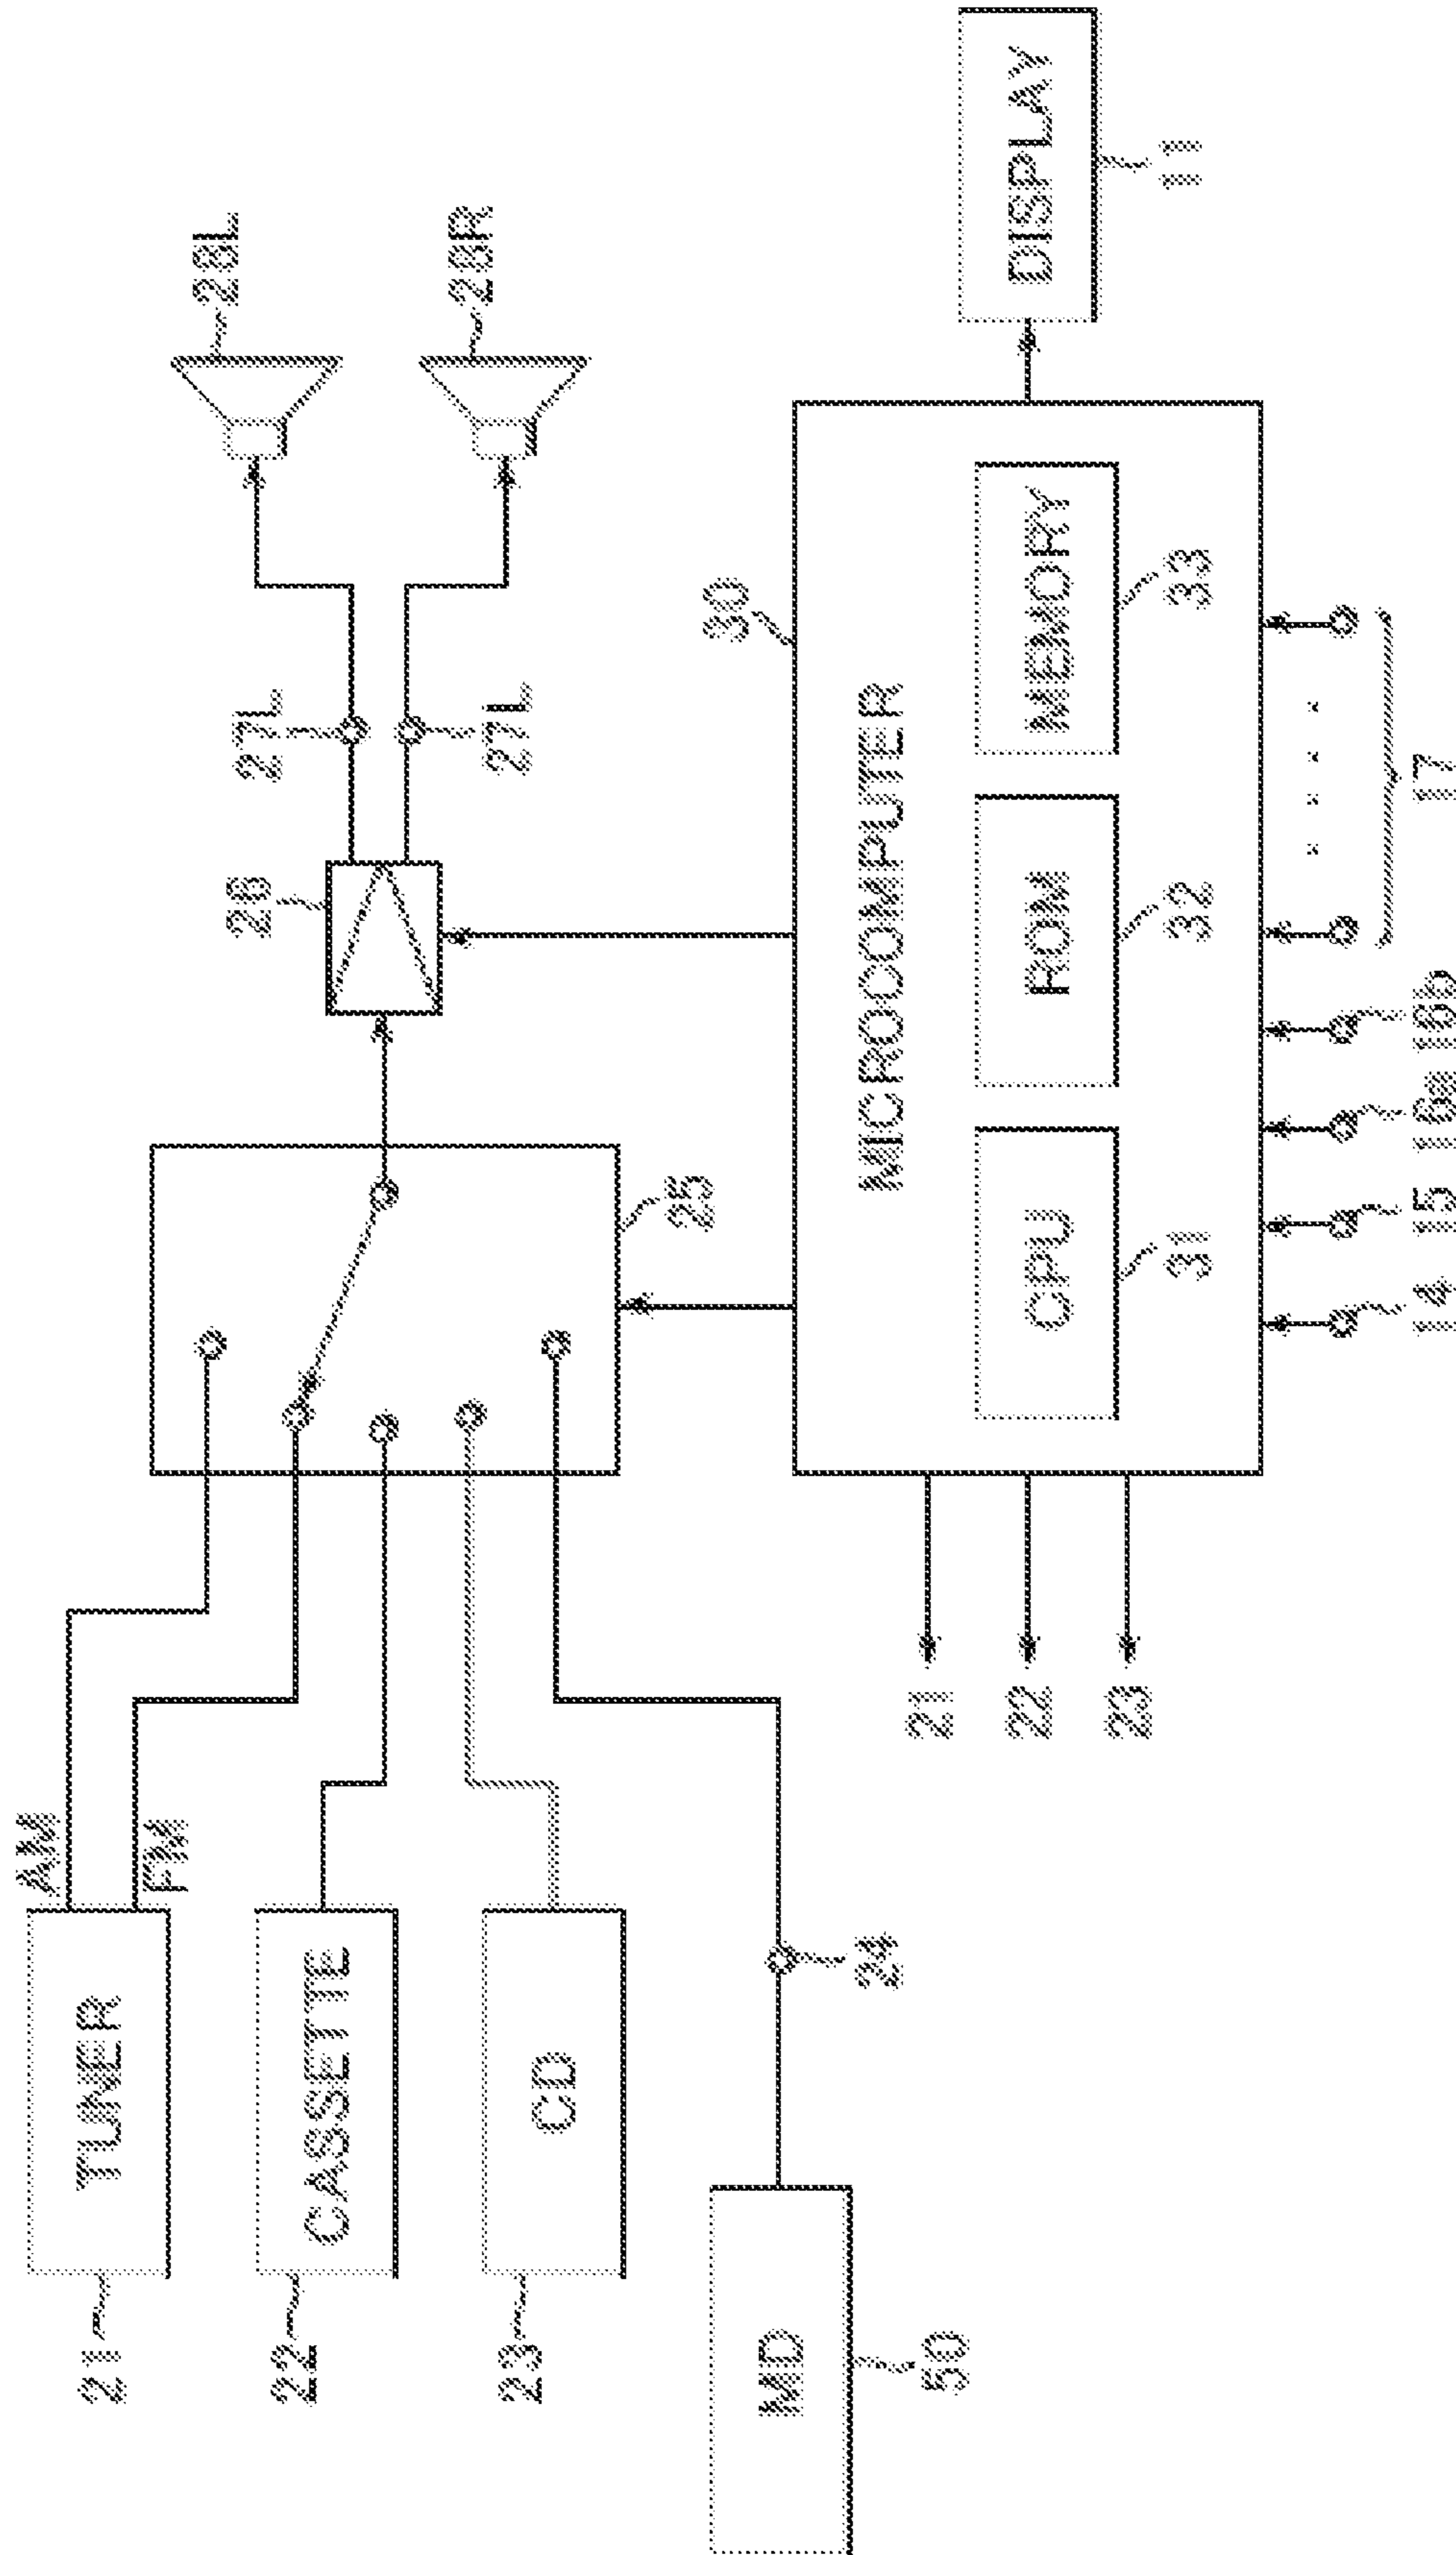 21
TUNER
AM
FM
22
CASSETTE
23
CD
MD
50
24
25
26
27L
27L
28L
28R
30
MICROCOMPUTER
CPU
31
ROM
32
MEMORY
33
DISPLAY
11
21
22
23
14
15
16a
16b
17